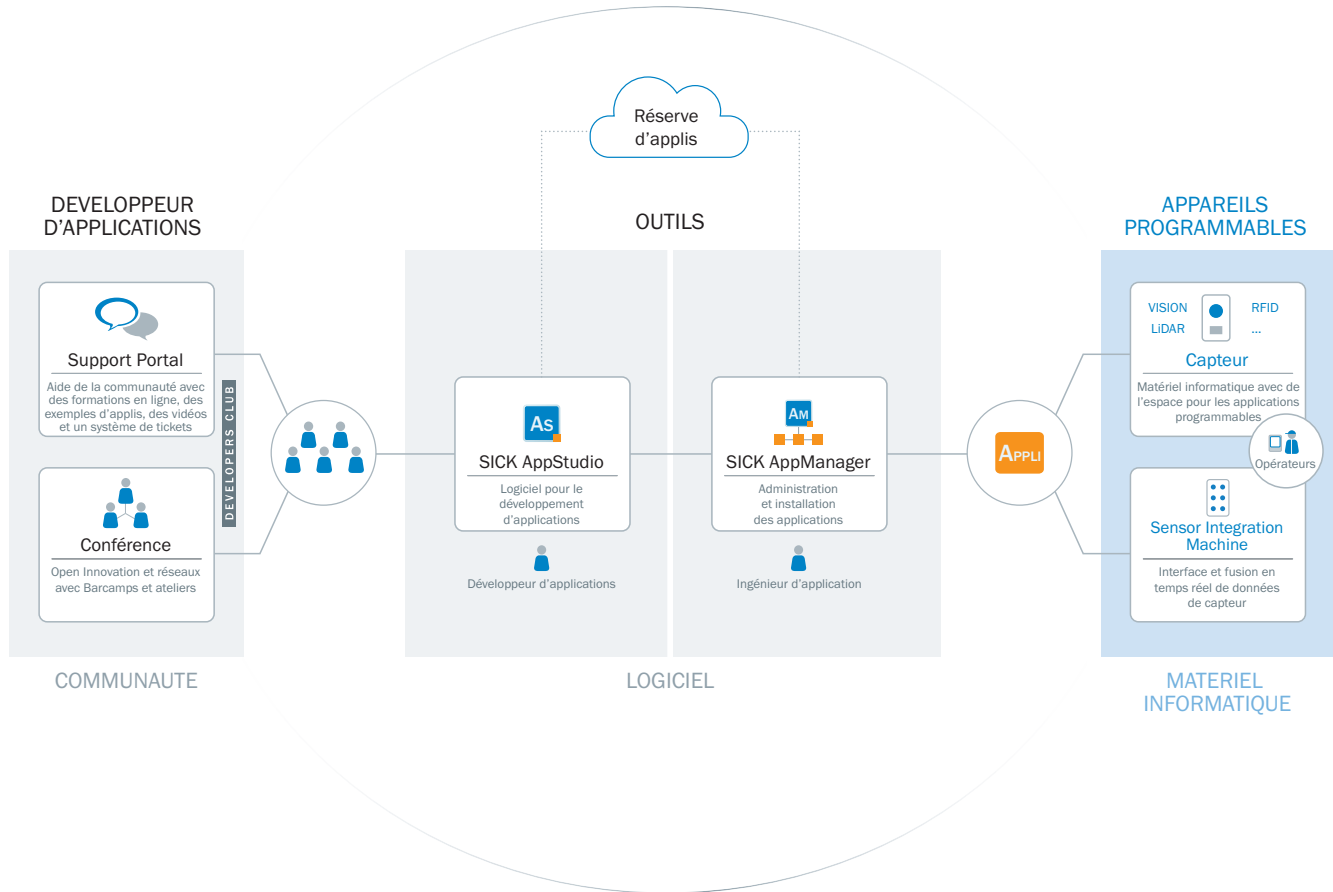 Réserve
d'applis
DEVELOPPEUR
D'APPLICATIONS
OUTILS
APPAREILS
PROGRAMMABLES
Support Portal
Aide de la communauté avec
des formations en ligne, des
exemples d'applis, des vidéos
et un système de tickets
Conférence
Open Innovation et réseaux
avec Barcamps et ateliers
DEVELOPERS CLUB
As
SICK AppStudio
Logiciel pour le
développement
d'applications
Développeur d'applications
AM
SICK AppManager
Administration
et installation
des applications
Ingénieur d'application
APPLI
VISION
RFID
LiDAR
...
Capteur
Matériel informatique avec de
l'espace pour les applications
programmables
Opérateurs
Sensor Integration
Machine
Interface et fusion en
temps réel de données
de capteur
COMMUNAUTE
LOGICIEL
MATERIEL
INFORMATIQUE